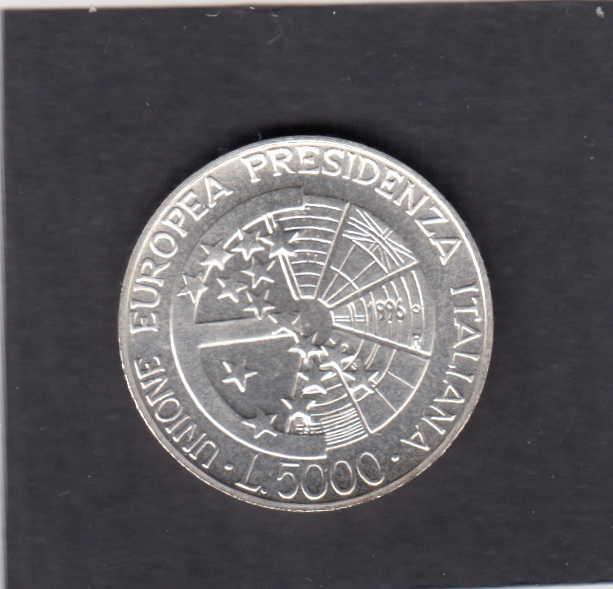 UNIONE EUROPEA PRESIDENZA ITALIANA
1996
R
L. 5000